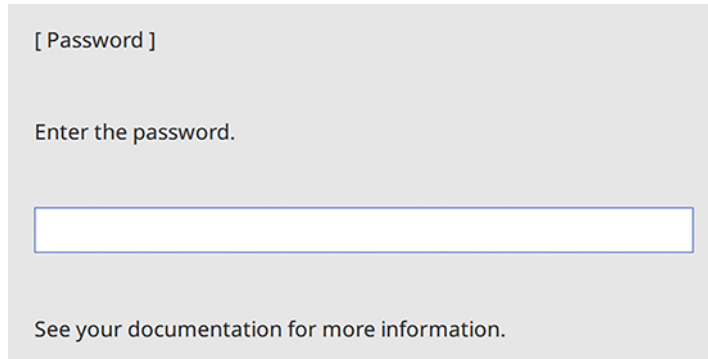 [ Password ]
Enter the password.
See your documentation for more information.